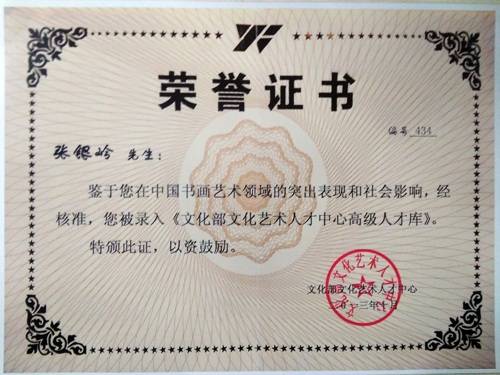 荣誉证书
编号 434
张银岭 先生：
鉴于您在中国书画艺术领域的突出表现和社会影响，经
核准，您被录入《文化部文化艺术人才中心高级人才库》。
特颁此证，以资鼓励。
文化部文化艺术人才中心